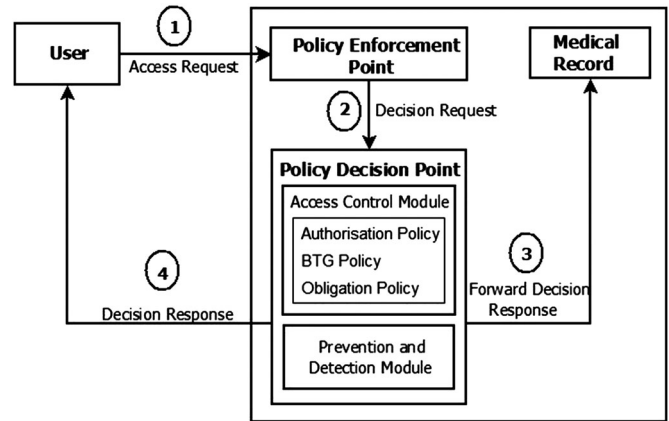 1
User
Access Request
Policy Enforcement
Point
Medical
Record
2
Decision Request
Policy Decision Point
Access Control Module
Authorisation Policy
BTG Policy
Obligation Policy
Prevention and
Detection Module
3
Forward Decision
Response
4
Decision Response